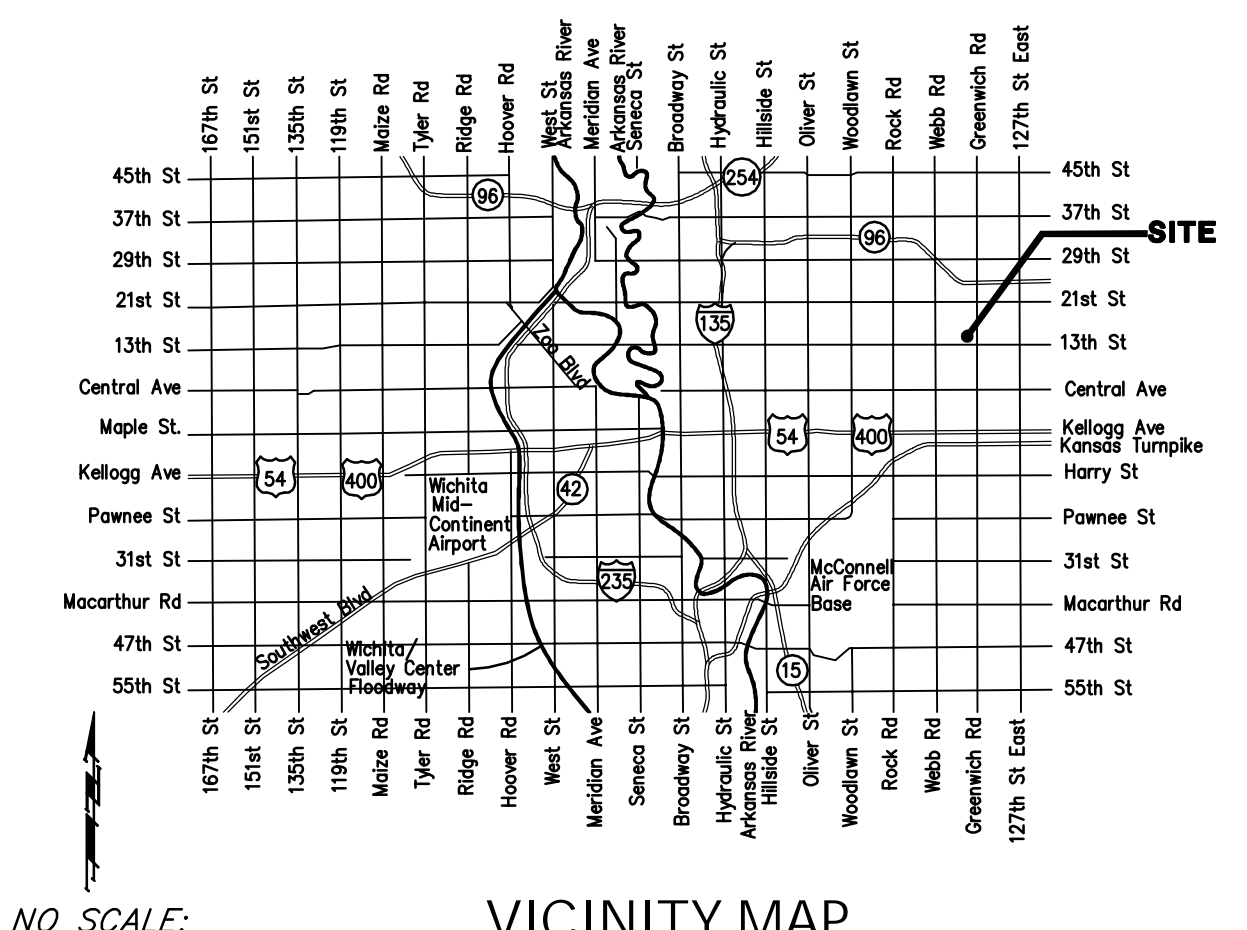 167th St
151st St
135th St
119th St
Maize Rd
Tyler Rd
Ridge Rd
Hoover Rd
West St
Arkansas River
Meridian Ave
Arkansas River
Seneca St
Broadway St
Hydraulic St
Hillside St
Oliver St
Woodlawn St
Rock Rd
Webb Rd
Greenwich Rd
127th St East
45th St
37th St
29th St
21st St
13th St
Central Ave
Maple St.
Kellogg Ave
Pawnee St
31st St
Macarthur Rd
47th St
55th St
96
254
96
135
Zoo Blvd
54
400
54
400
42
Wichita
Mid-
Continent
Airport
235
McConnell
Air Force
Base
Southwest Blvd
Wichita/
Valley Center
Floodway
15
45th St
37th St
SITE
29th St
21st St
13th St
Central Ave
Kellogg Ave
Kansas Turnpike
Harry St
Pawnee St
31st St
Macarthur Rd
47th St
55th St
167th St
151st St
135th St
119th St
Maize Rd
Tyler Rd
Ridge Rd
Hoover Rd
West St
Meridian Ave
Seneca St
Broadway St
Hydraulic St
Arkansas River
Hillside St
Oliver St
Woodlawn St
Rock Rd
Webb Rd
Greenwich Rd
127th St East
NO SCALE:
VICINITY MAP